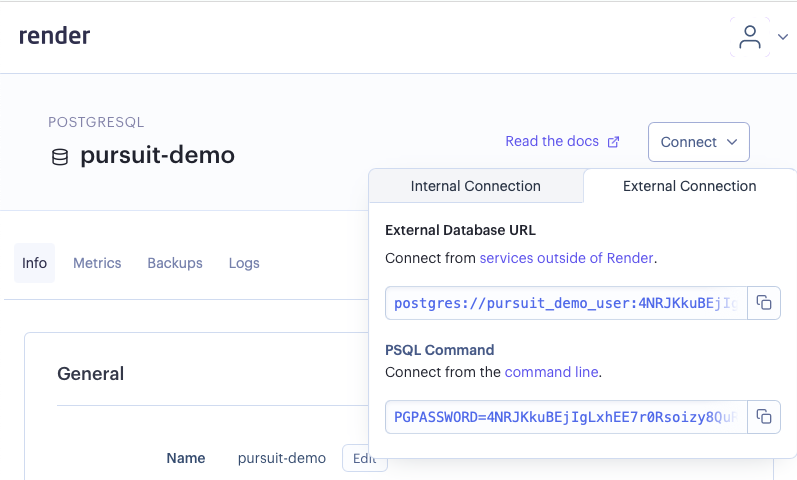 render
POSTGRESQL
pursuit-demo
Read the docs
Connect
Internal Connection
External Connection
External Database URL
Connect from services outside of Render.
postgres://pursuit_demo_user:4NRJKkuBEjIg
Info
Metrics
Backups
Logs
PSQL Command
Connect from the command line.
General
PGPASSWORD=4NRJKkuBEjIgLxhEE7r0Rsoizy8QuR
Name
pursuit-demo
Edit